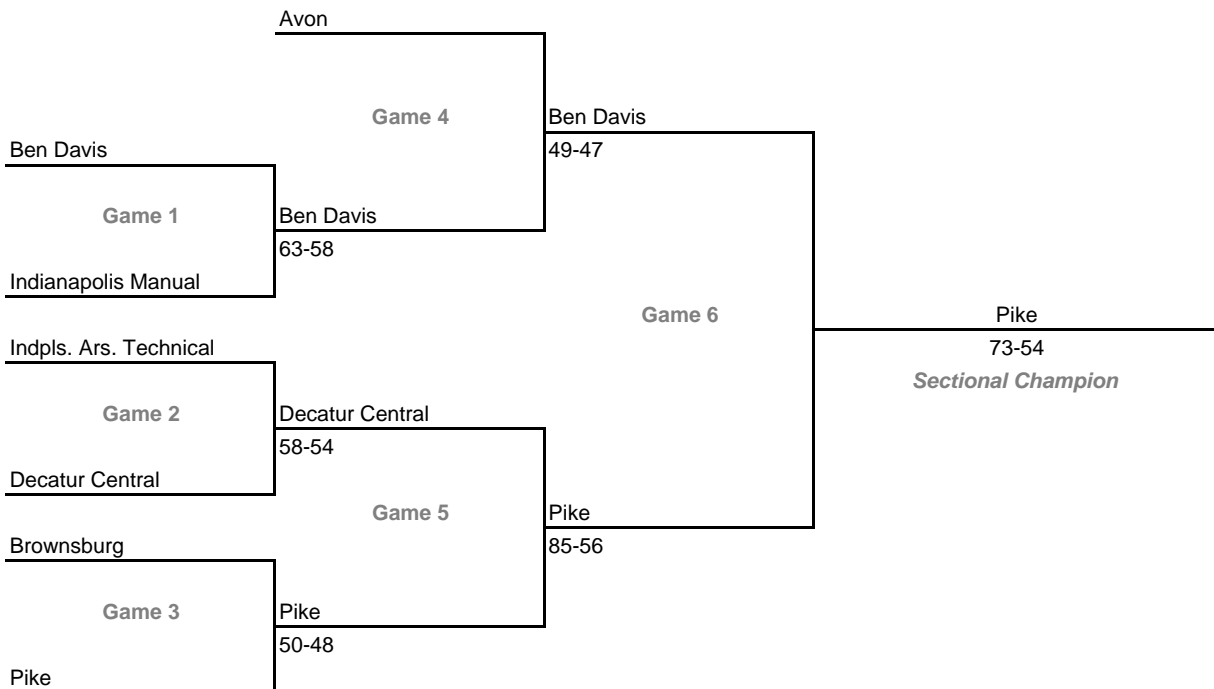 Avon
Game 4
Ben Davis
Ben Davis
49-47
Game 1
Ben Davis
63-58
Indianapolis Manual
Game 6
Pike
Indpls. Ars. Technical
73-54
Sectional Champion
Game 2
Decatur Central
58-54
Decatur Central
Game 5
Pike
Brownsburg
85-56
Game 3
Pike
50-48
Pike